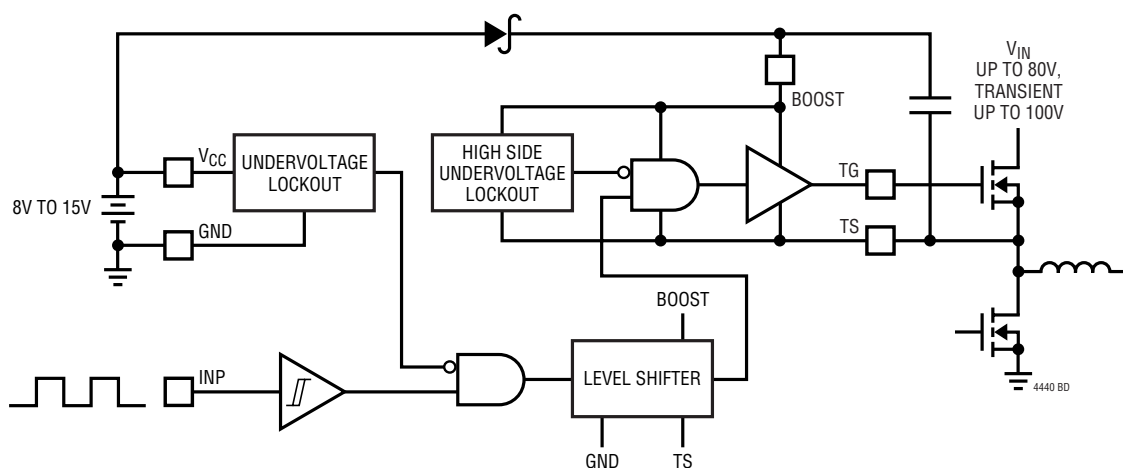 V_IN
UP TO 80V,
TRANSIENT
UP TO 100V
BOOST
V_CC
UNDERVOLTAGE
LOCKOUT
HIGH SIDE
UNDERVOLTAGE
LOCKOUT
TG
8V TO 15V
GND
TS
BOOST
INP
LEVEL SHIFTER
4440 BD
GND
TS